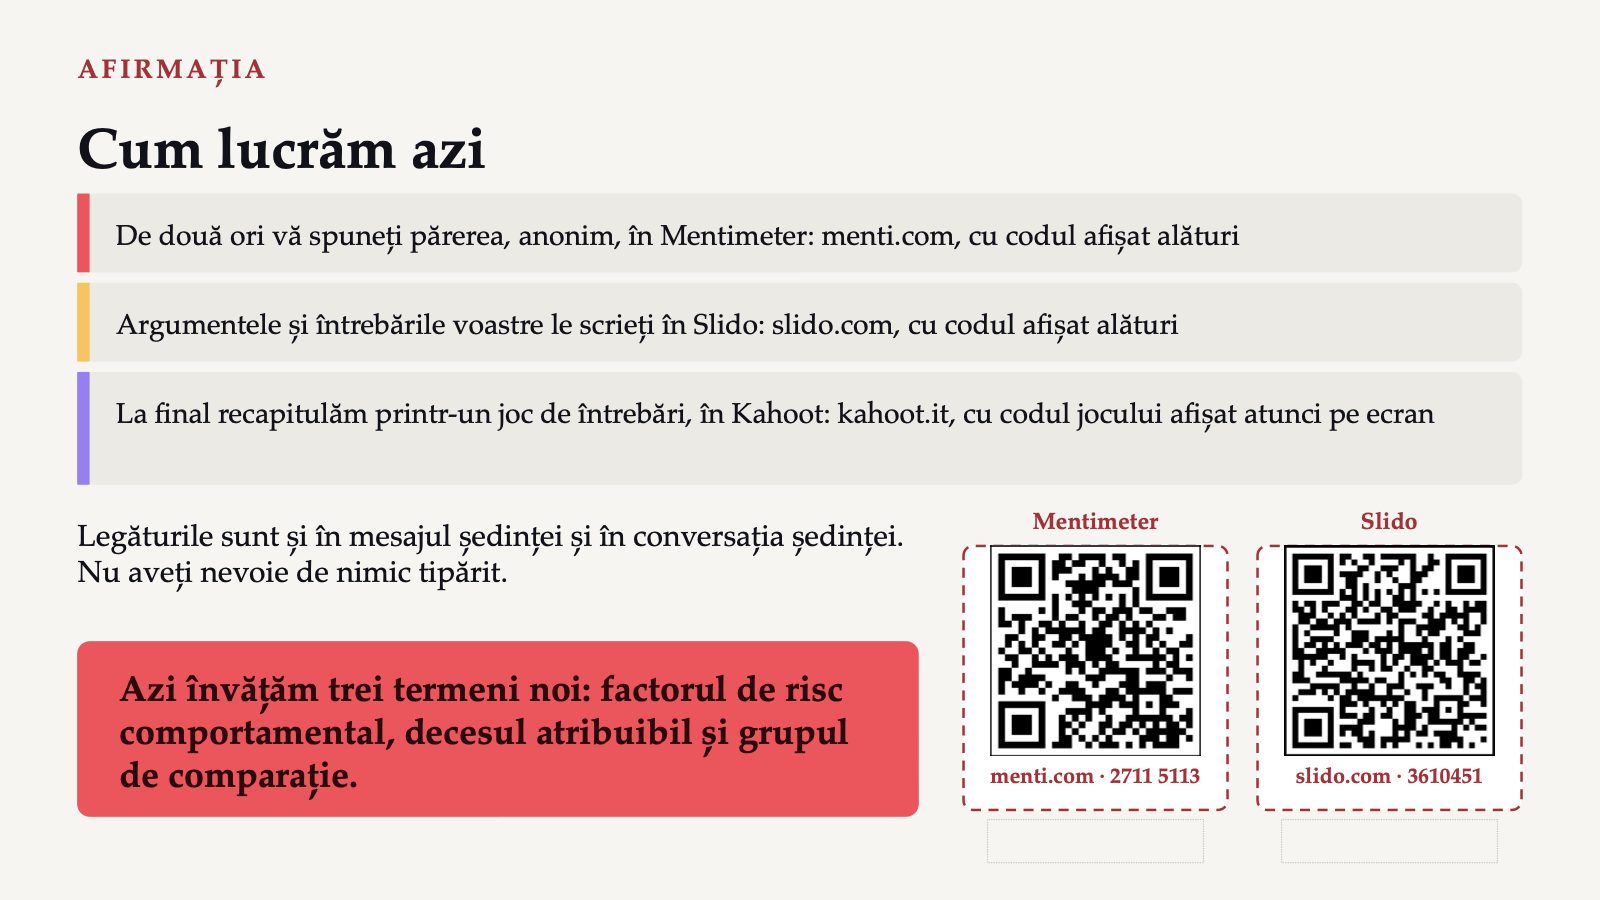 AFIRMAȚIA
Cum lucrăm azi
De două ori vă spuneți părerea, anonim, în Mentimeter: menti.com, cu codul afișat alături
Argumentele și întrebările voastre le scrieți în Slido: slido.com, cu codul afișat alături
La final recapitulăm printr-un joc de întrebări, în Kahoot: kahoot.it, cu codul jocului afișat atunci pe ecran
Legăturile sunt și în mesajul ședinței și în conversația ședinței.
Nu aveți nevoie de nimic tipărit.
Azi învățăm trei termeni noi: factorul de risc
comportamental, decesul atribuibil și grupul
de comparație.
Mentimeter
menti.com · 2711 5113
Slido
slido.com · 3610451